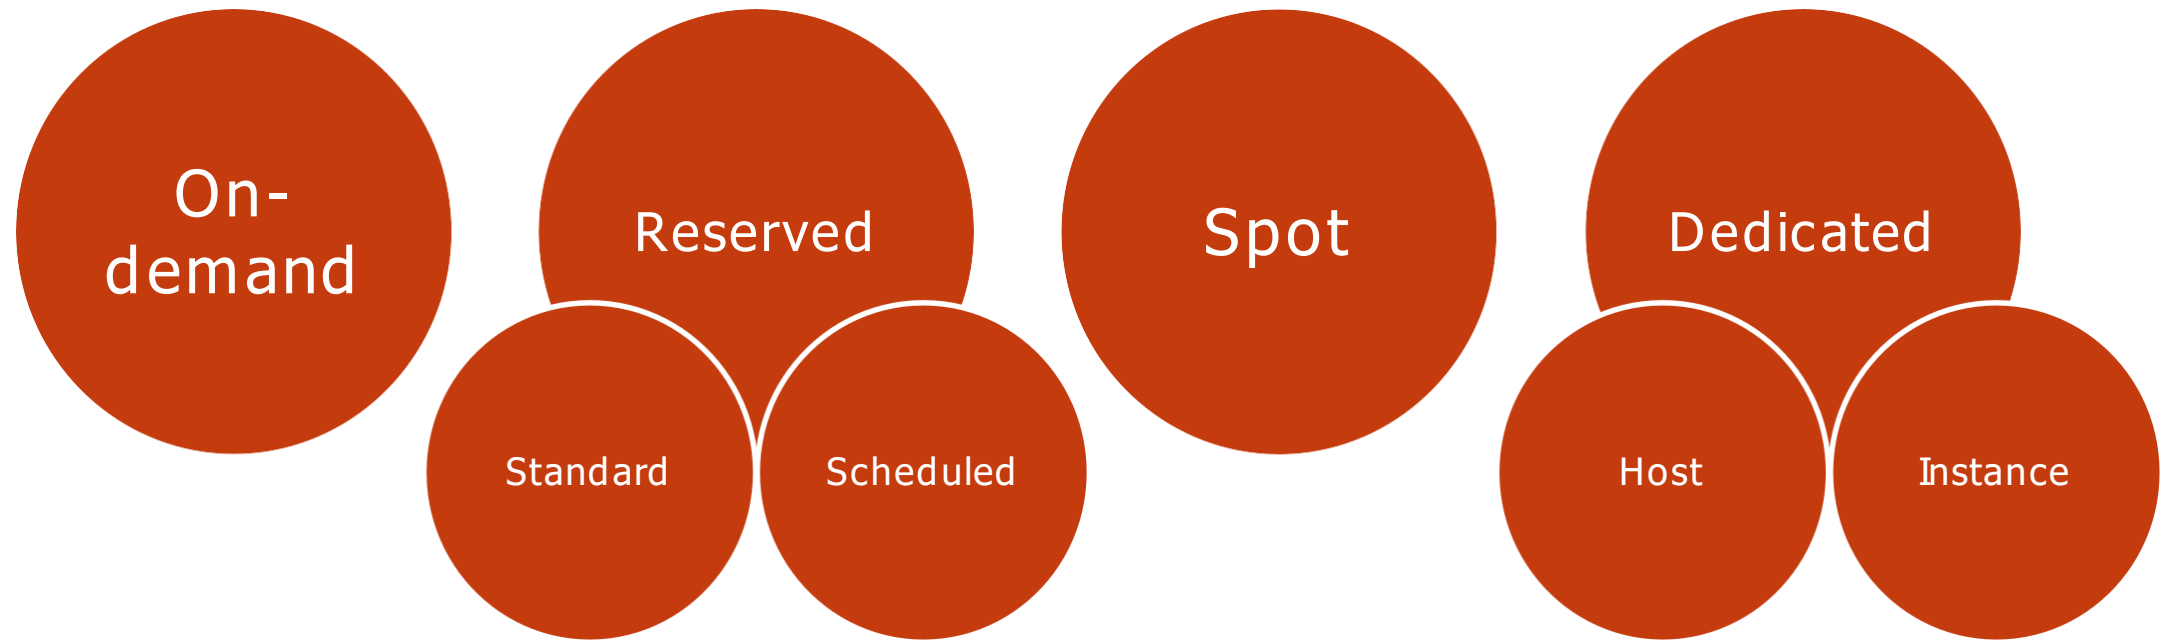 On-
demand
Reserved
Spot
Dedicated
Standard
Scheduled
Host
Instance